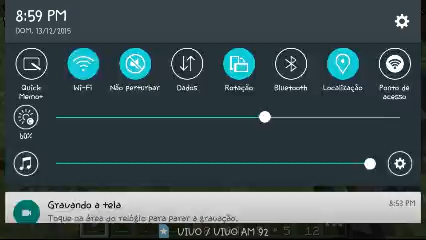 8:59 PM
DOM, 13/12/2015
Quick Memo+
Wi-Fi
Não perturbar
Dados
Rotação
Bluetooth
Localização
Ponto de acesso
60%
Gravando a tela
8:53 PM
Toque na área do relógio para parar a gravação.
VIVO / VIVO AM 92
5 12